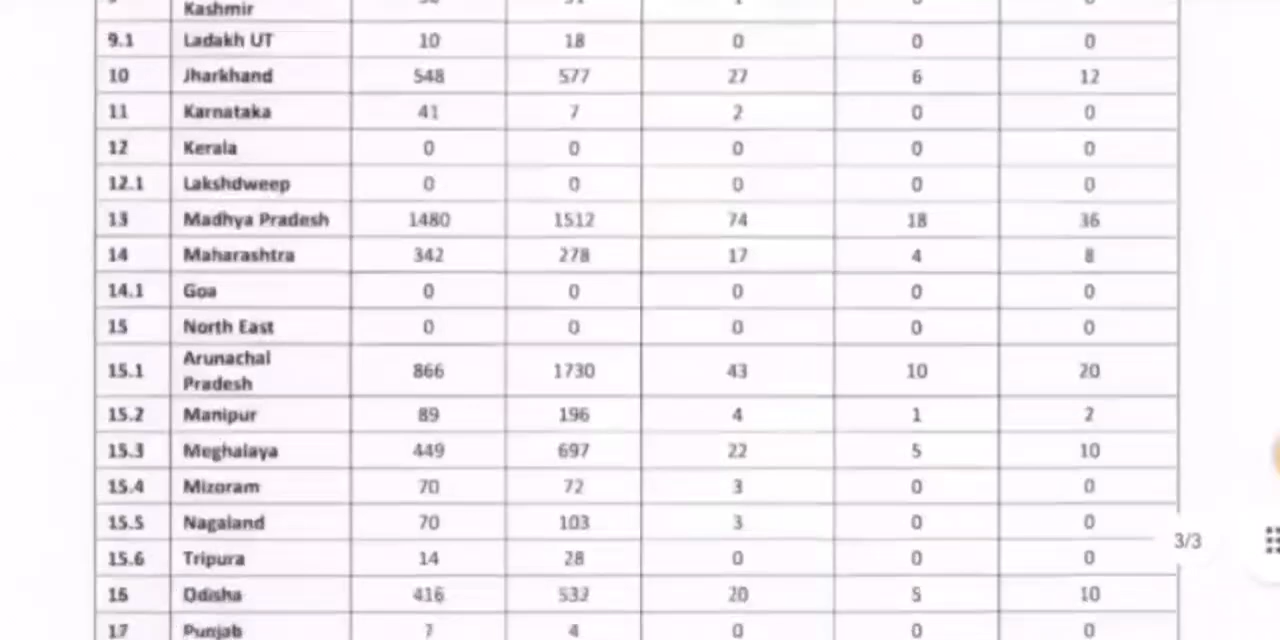 Kashmir
9.1 Ladakh UT 10 18 0 0 0
10 Jharkhand 548 577 27 6 12
11 Karnataka 41 7 2 0 0
12 Kerala 0 0 0 0 0
12.1 Lakshdweep 0 0 0 0 0
13 Madhya Pradesh 1480 1512 74 18 36
14 Maharashtra 342 278 17 4 8
14.1 Goa 0 0 0 0 0
15 North East 0 0 0 0 0
15.1 Arunachal Pradesh 866 1730 43 10 20
15.2 Manipur 89 196 4 1 2
15.3 Meghalaya 449 697 22 5 10
15.4 Mizoram 70 72 3 0 0
15.5 Nagaland 70 103 3 0 0
3/3
15.6 Tripura 14 28 0 0 0
16 Odisha 416 532 20 5 10
17 Punjab 7 4 0 0 0